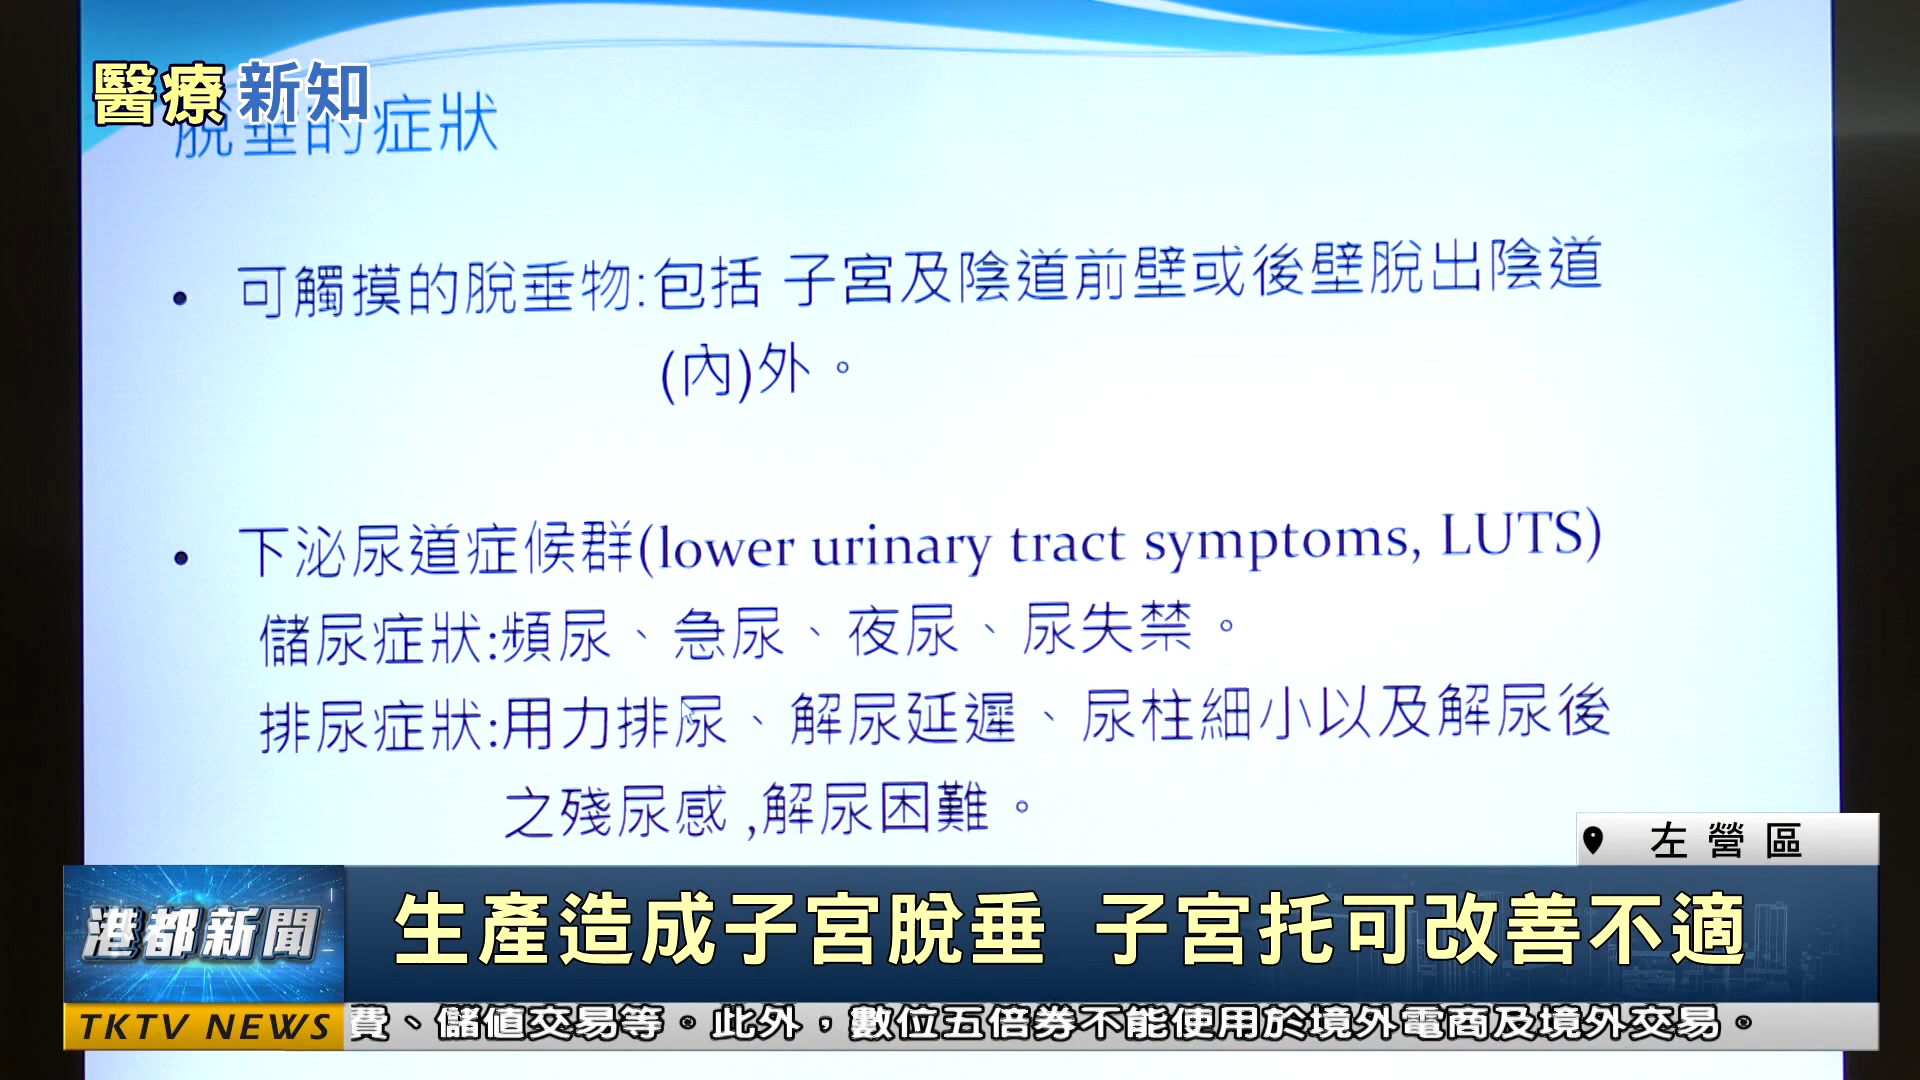 醫療新知
脫垂的症狀
• 可觸摸的脫垂物:包括 子宮及陰道前壁或後壁脫出陰道
(內)外。
• 下泌尿道症候群(lower urinary tract symptoms, LUTS)
儲尿症狀:頻尿、急尿、夜尿、尿失禁。
排尿症狀:用力排尿、解尿延遲、尿柱細小以及解尿後
之殘尿感,解尿困難。
左營區
港都新聞
生產造成子宮脫垂 子宮托可改善不適
TKTV NEWS
費、儲值交易等。此外，數位五倍券不能使用於境外電商及境外交易。